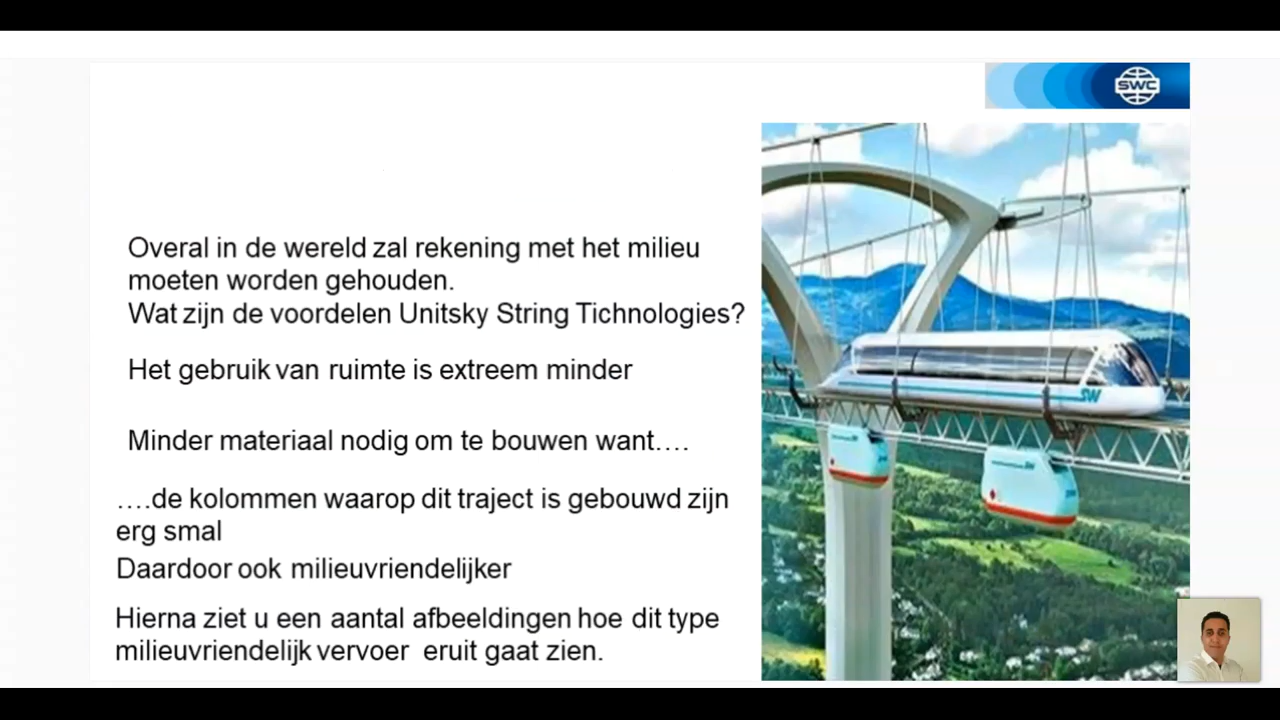 SWC
Overal in de wereld zal rekening met het milieu
moeten worden gehouden.
Wat zijn de voordelen Unitsky String Tichnologies?
Het gebruik van ruimte is extreem minder
Minder materiaal nodig om te bouwen want….
….de kolommen waarop dit traject is gebouwd zijn
erg smal
Daardoor ook milieuvriendelijker
Hierna ziet u een aantal afbeeldingen hoe dit type
milieuvriendelijk vervoer eruit gaat zien.
SW